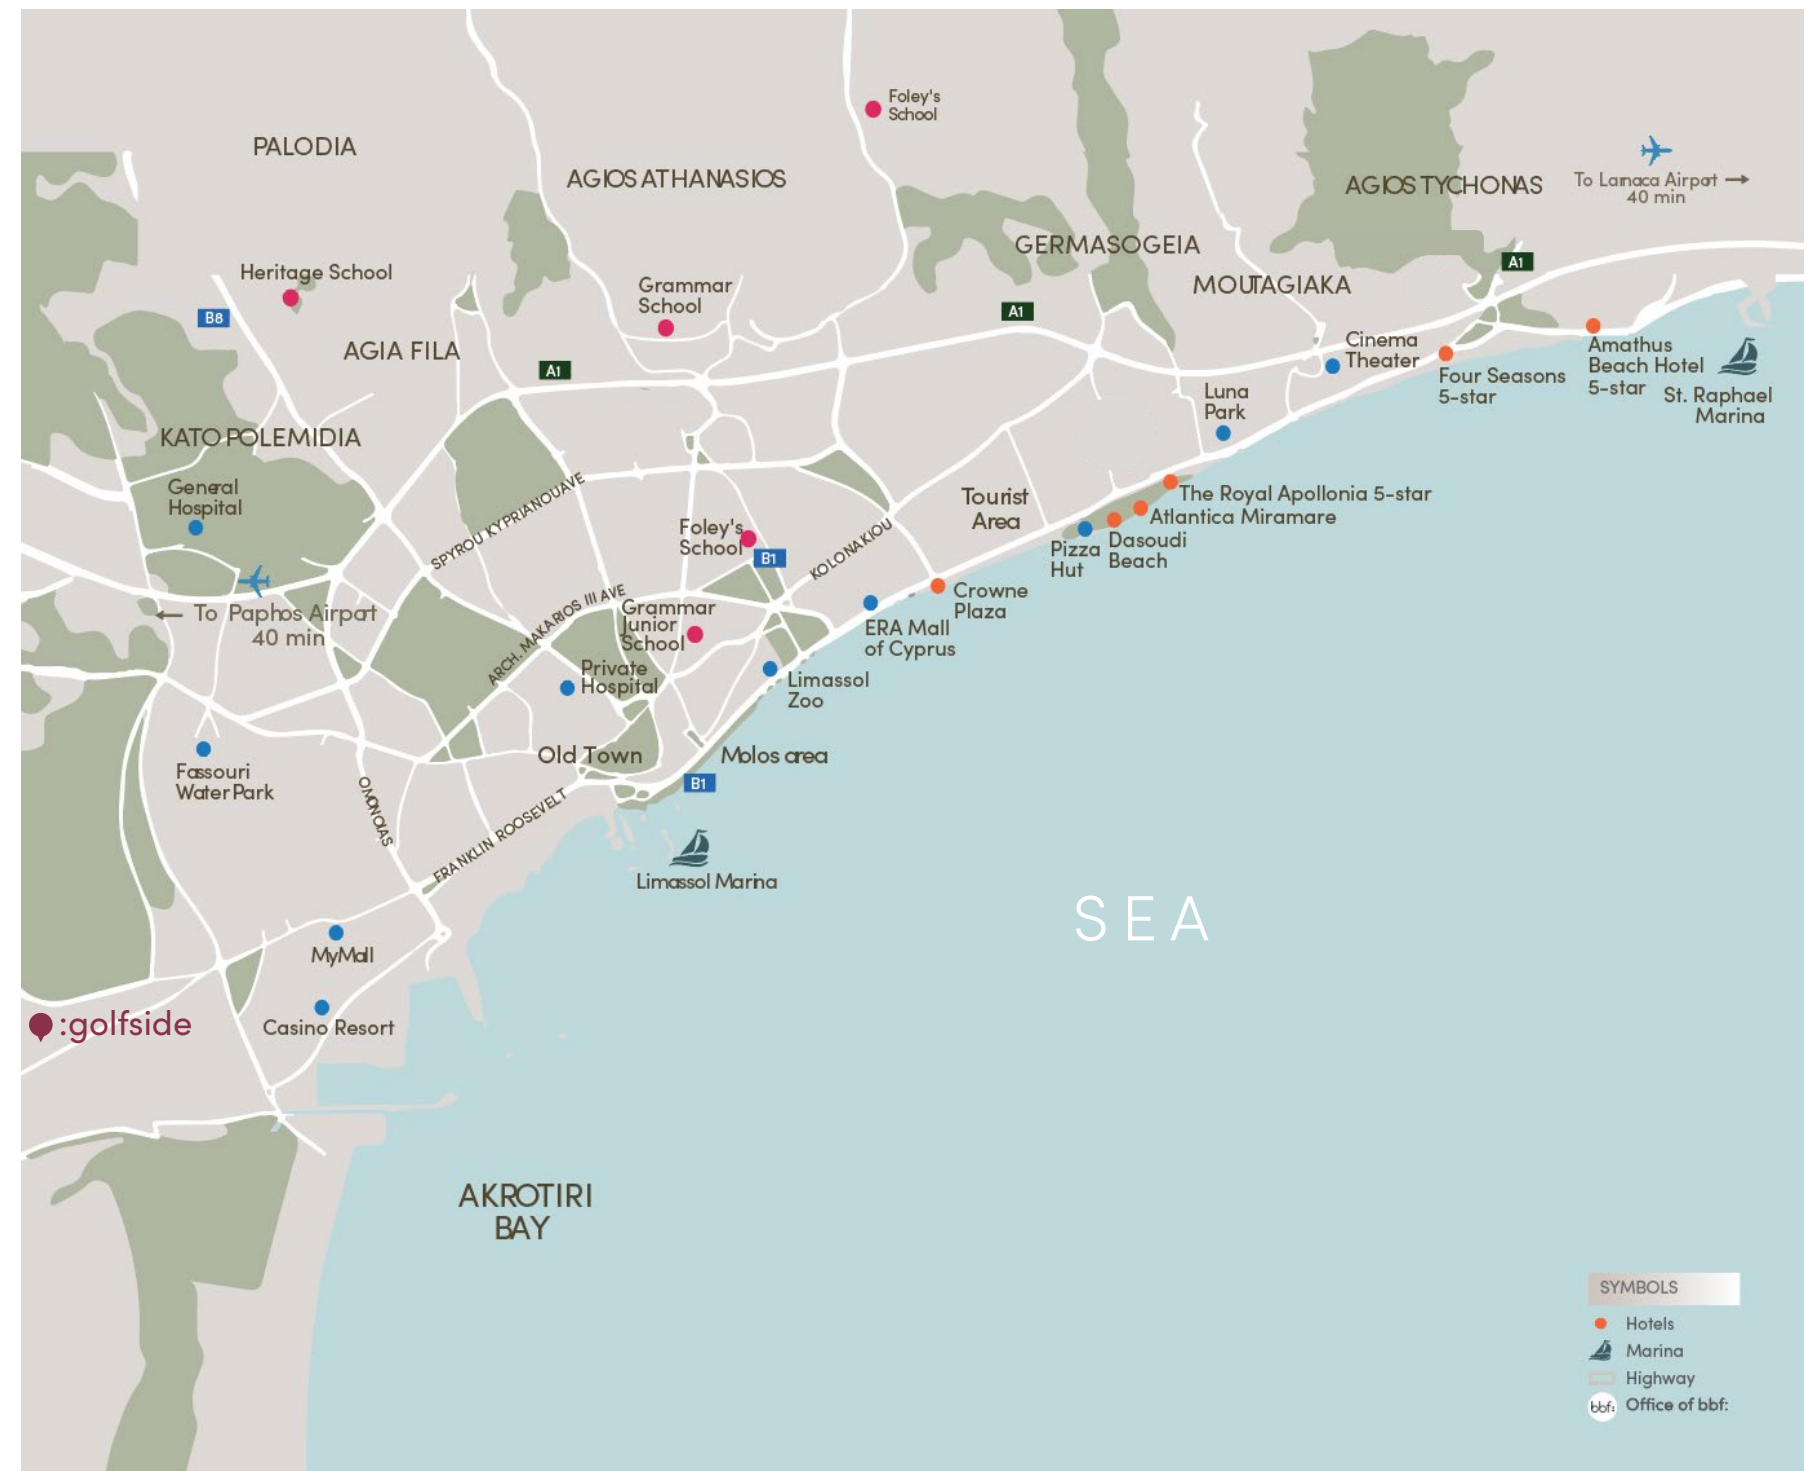 Foley's
School
PALODIA
AGIOS ATHANASIOS
AGIOS TYCHONAS
To Larnaca Airport →
40 min
GERMASOGEIA
A1
Heritage School
Grammar
School
MOUTAGIAKA
B8
A1
AGIA FILA
A1
Cinema
Theater
Amathus
Beach Hotel
5-star
Four Seasons
5-star
St. Raphael
Marina
Luna
Park
KATO POLEMIDIA
General
Hospital
SPYROU KYPRIANOU AVE
Tourist
Area
The Royal Apollonia 5-star
Atlantica Miramare
Foley's
School
B1
KOLONAKIOU
Pizza
Hut
Dasoudi
Beach
← To Paphos Airport
40 min
ARCH. MAKARIOS III AVE
Grammar
Junior
School
Crowne
Plaza
ERA Mall
of Cyprus
Private
Hospital
Limassol
Zoo
Old Town
Molos area
B1
Fassouri
Water Park
OMONOIAS
FRANKLIN ROOSEVELT
Limassol Marina
SEA
MyMall
:golfside
Casino Resort
AKROTIRI
BAY
SYMBOLS
Hotels
Marina
Highway
bbf: Office of bbf: